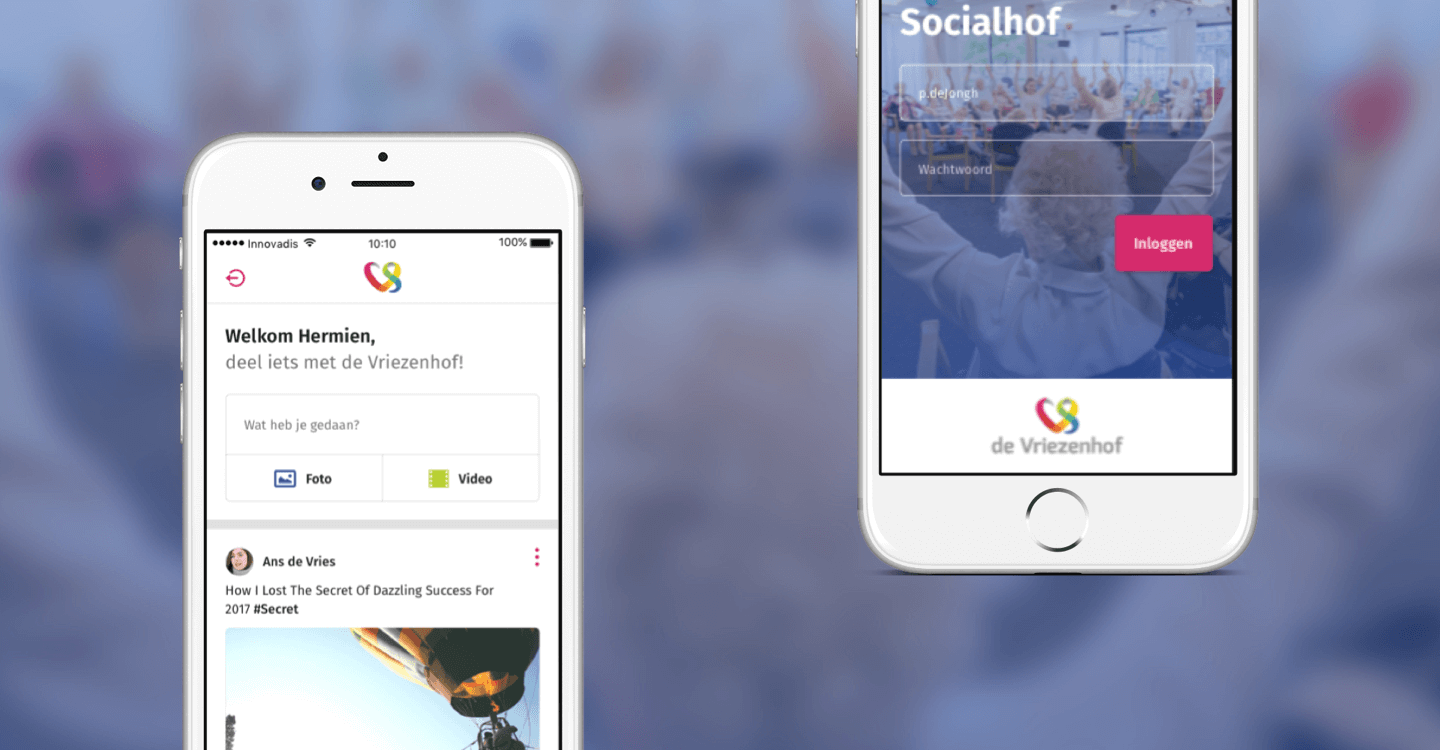 Innovadis
10:10
100%
Welkom Hermien,
deel iets met de Vriezenhof!
Wat heb je gedaan?
Foto
Video
Ans de Vries
How I Lost The Secret Of Dazzling Success For
2017 #Secret
Socialhof
p.deJongh
Wachtwoord
Inloggen
de Vriezenhof